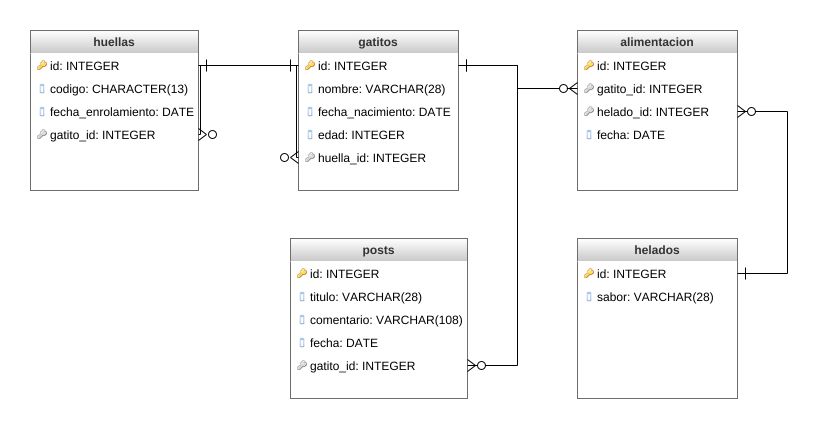 huellas
id: INTEGER
codigo: CHARACTER(13)
fecha_enrolamiento: DATE
gatito_id: INTEGER
gatitos
id: INTEGER
nombre: VARCHAR(28)
fecha_nacimiento: DATE
edad: INTEGER
huella_id: INTEGER
alimentacion
id: INTEGER
gatito_id: INTEGER
helado_id: INTEGER
fecha: DATE
posts
id: INTEGER
titulo: VARCHAR(28)
comentario: VARCHAR(108)
fecha: DATE
gatito_id: INTEGER
helados
id: INTEGER
sabor: VARCHAR(28)